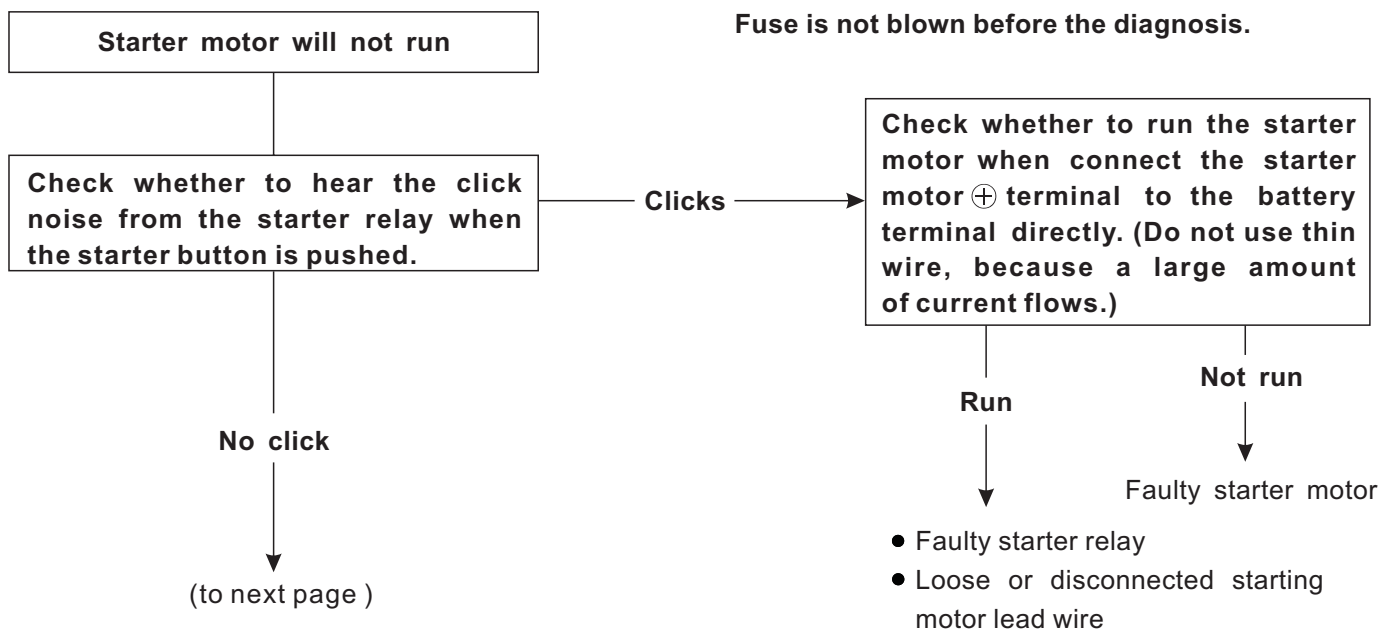 Starter motor will not run
Fuse is not blown before the diagnosis.
Check whether to hear the click
noise from the starter relay when
the starter button is pushed.
Clicks
Check whether to run the starter
motor when connect the starter
motor ⊕ terminal to the battery
terminal directly. (Do not use thin
wire, because a large amount
of current flows.)
No click
(to next page )
Run
● Faulty starter relay
● Loose or disconnected starting
motor lead wire
Not run
Faulty starter motor